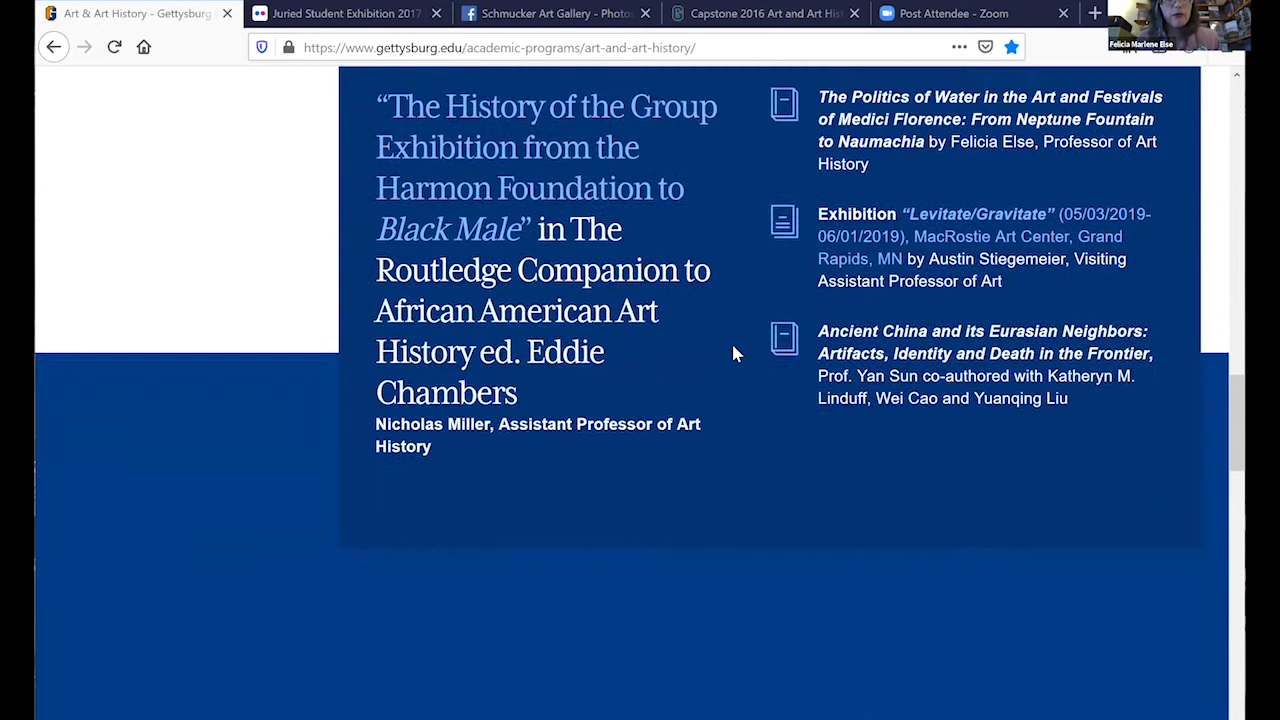 Art & Art History - Gettysburg
Juried Student Exhibition 2017
Schmucker Art Gallery - Photos
Capstone 2016 Art and Art Hist
Post Attendee - Zoom
Felicia Marlene Else
https://www.gettysburg.edu/academic-programs/art-and-art-history/
“The History of the Group
Exhibition from the
Harmon Foundation to
Black Male” in The
Routledge Companion to
African American Art
History ed. Eddie
Chambers
Nicholas Miller, Assistant Professor of Art
History
The Politics of Water in the Art and Festivals
of Medici Florence: From Neptune Fountain
to Naumachia by Felicia Else, Professor of Art
History
Exhibition “Levitate/Gravitate” (05/03/2019-
06/01/2019), MacRostie Art Center, Grand
Rapids, MN by Austin Stiegemeier, Visiting
Assistant Professor of Art
Ancient China and its Eurasian Neighbors:
Artifacts, Identity and Death in the Frontier,
Prof. Yan Sun co-authored with Katheryn M.
Linduff, Wei Cao and Yuanqing Liu